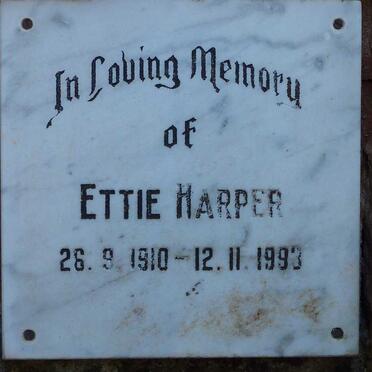 In Loving Memory
of
ETTIE HARPER
26. 9. 1910 - 12. 11. 1993